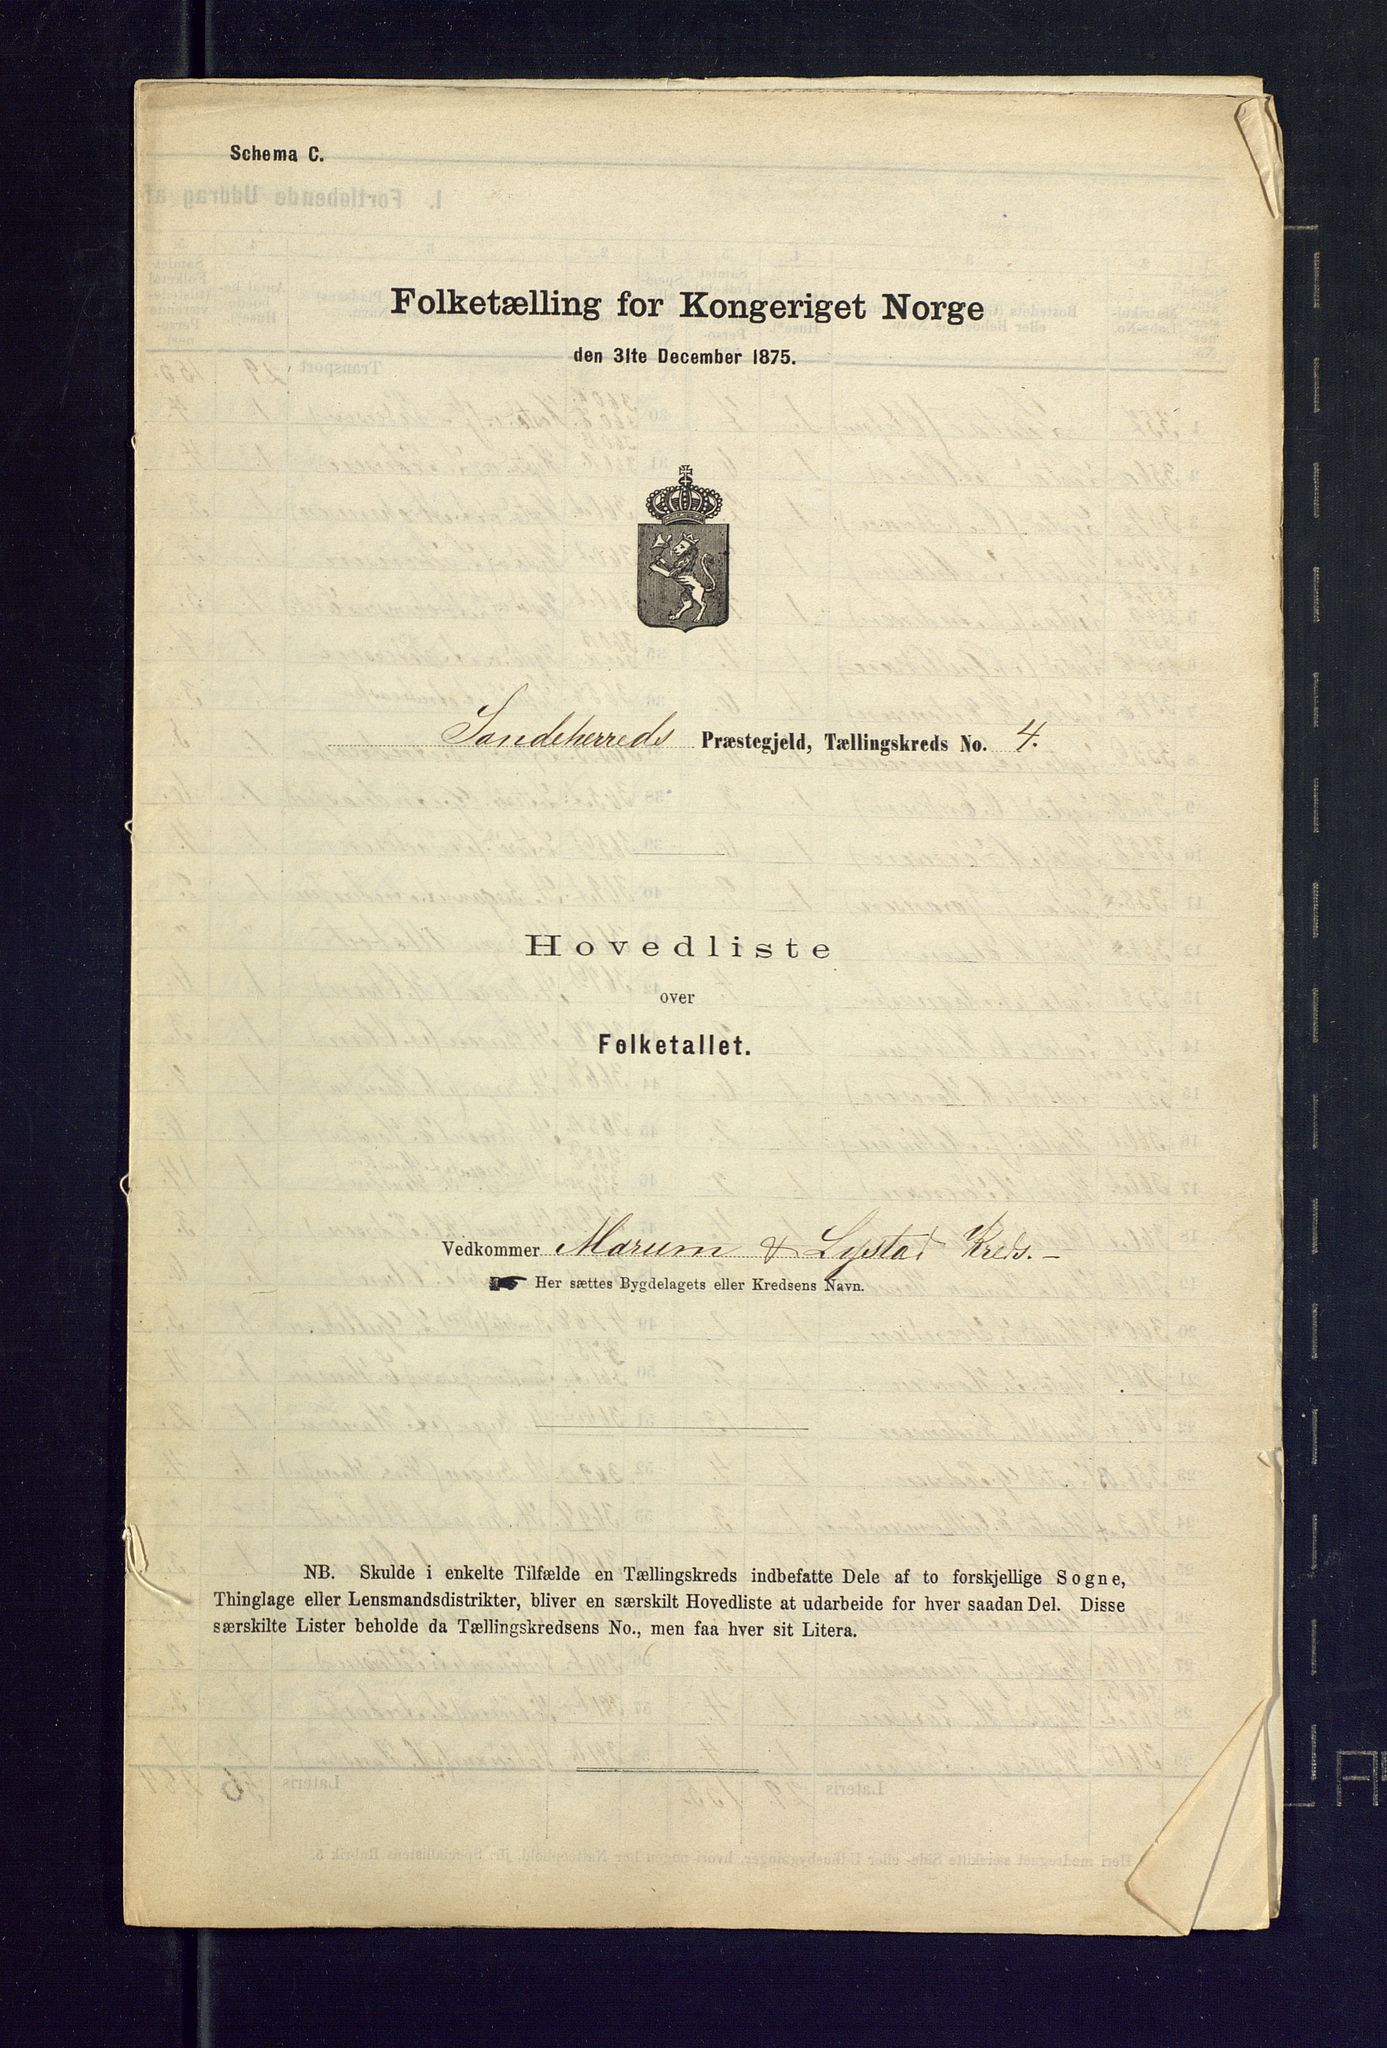 Schema C.
Folketælling for Kongeriget Norge
den 31te December 1875.
Sandeherreds Præstegjeld, Tællingskreds No. 4.
Hovedliste
over
Folketallet.
Vedkommer Marum & Lystad Kreds.-
Her sættes Bygdelagets eller Kredsens Navn.
NB. Skulde i enkelte Tilfælde en Tællingskreds indbefatte Dele af to forskjellige Sogne,
Thinglage eller Lensmandsdistrikter, bliver en særskilt Hovedliste at udarbeide for hver saadan Del. Disse
særskilte Lister beholde da Tællingskredsens No., men faa hver sit Litera.